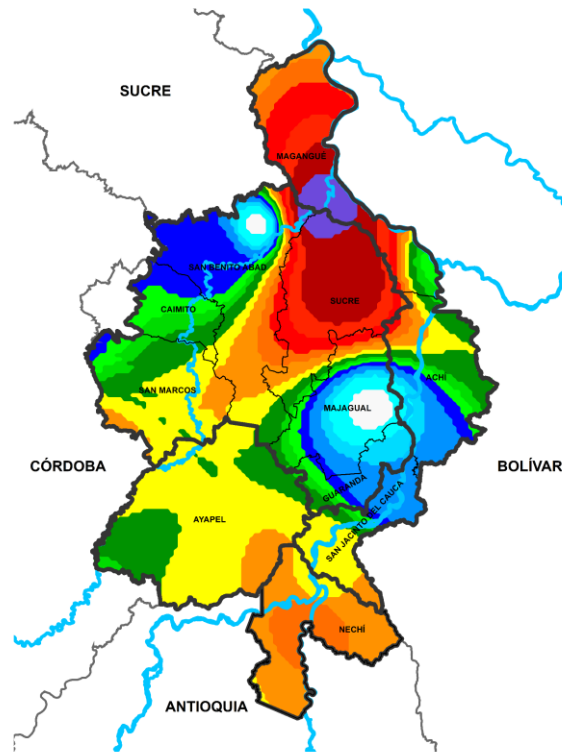 SUCRE
MAGANGUE
SAN BENITO ABAD
SUCRE
CAIMITO
ACHÍ
SAN MARCOS
MAJAGUAL
CÓRDOBA
BOLÍVAR
GUARANDA
AYAPEL
SAN JACINTO DEL CAUCA
NECHÍ
ANTIOQUIA